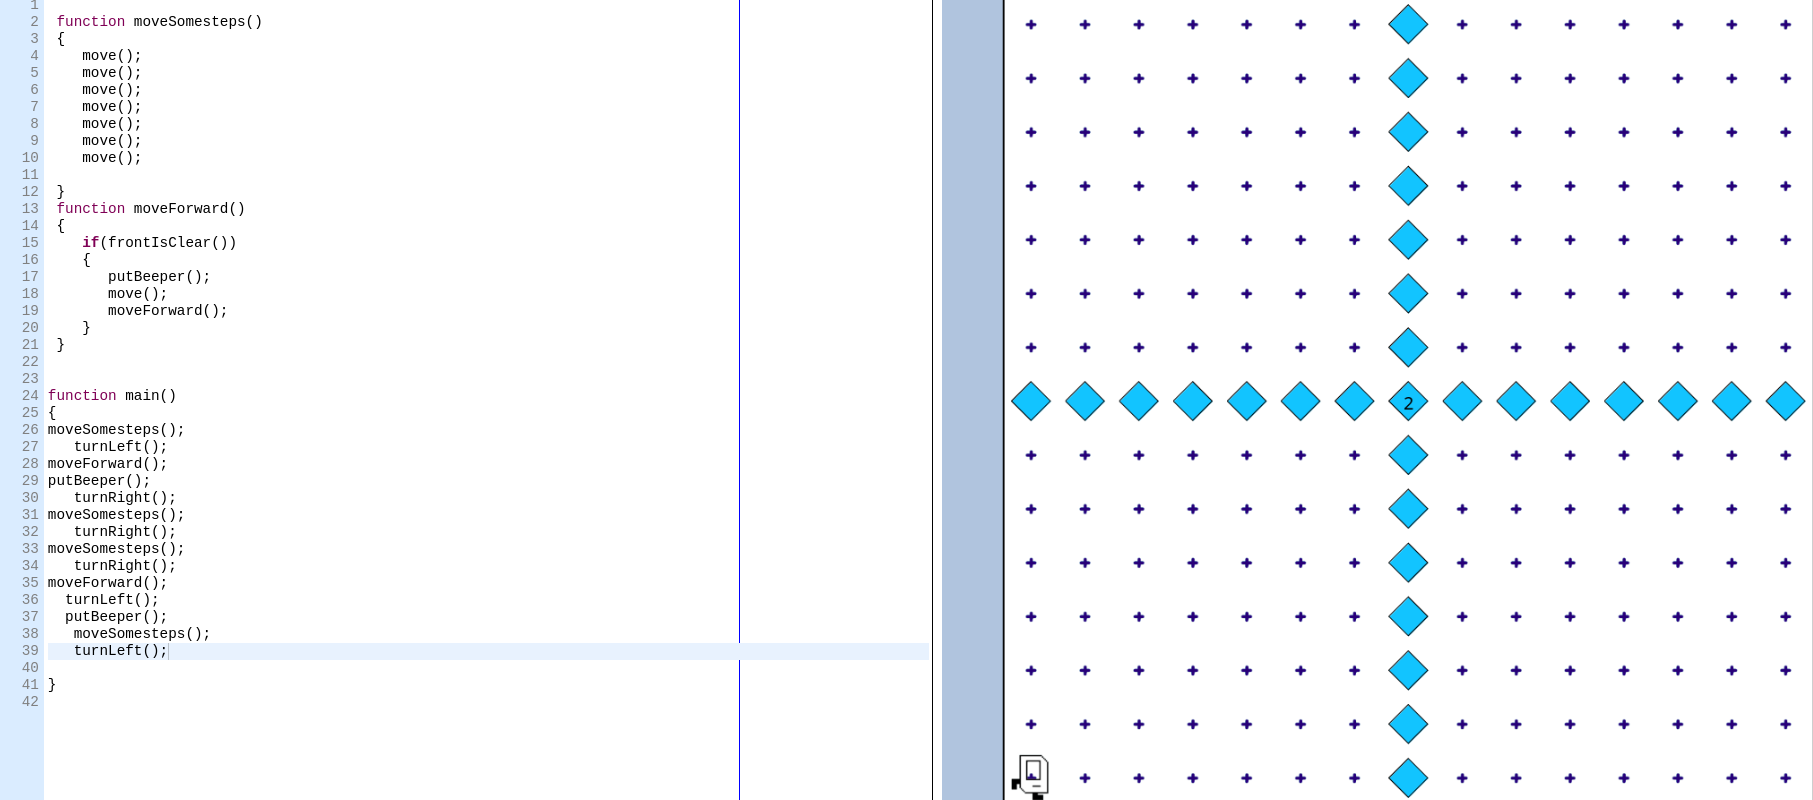 1
2 function moveSomesteps()
3 {
4 move();
5 move();
6 move();
7 move();
8 move();
9 move();
10 move();
11
12 }
13 function moveForward()
14 {
15 if(frontIsClear())
16 {
17 putBeeper();
18 move();
19 moveForward();
20 }
21 }
22
23
24 function main()
25 {
26 moveSomesteps();
27 turnLeft();
28 moveForward();
29 putBeeper();
30 turnRight();
31 moveSomesteps();
32 turnRight();
33 moveSomesteps();
34 turnRight();
35 moveForward();
36 turnLeft();
37 putBeeper();
38 moveSomesteps();
39 turnLeft();
40
41 }
42
2